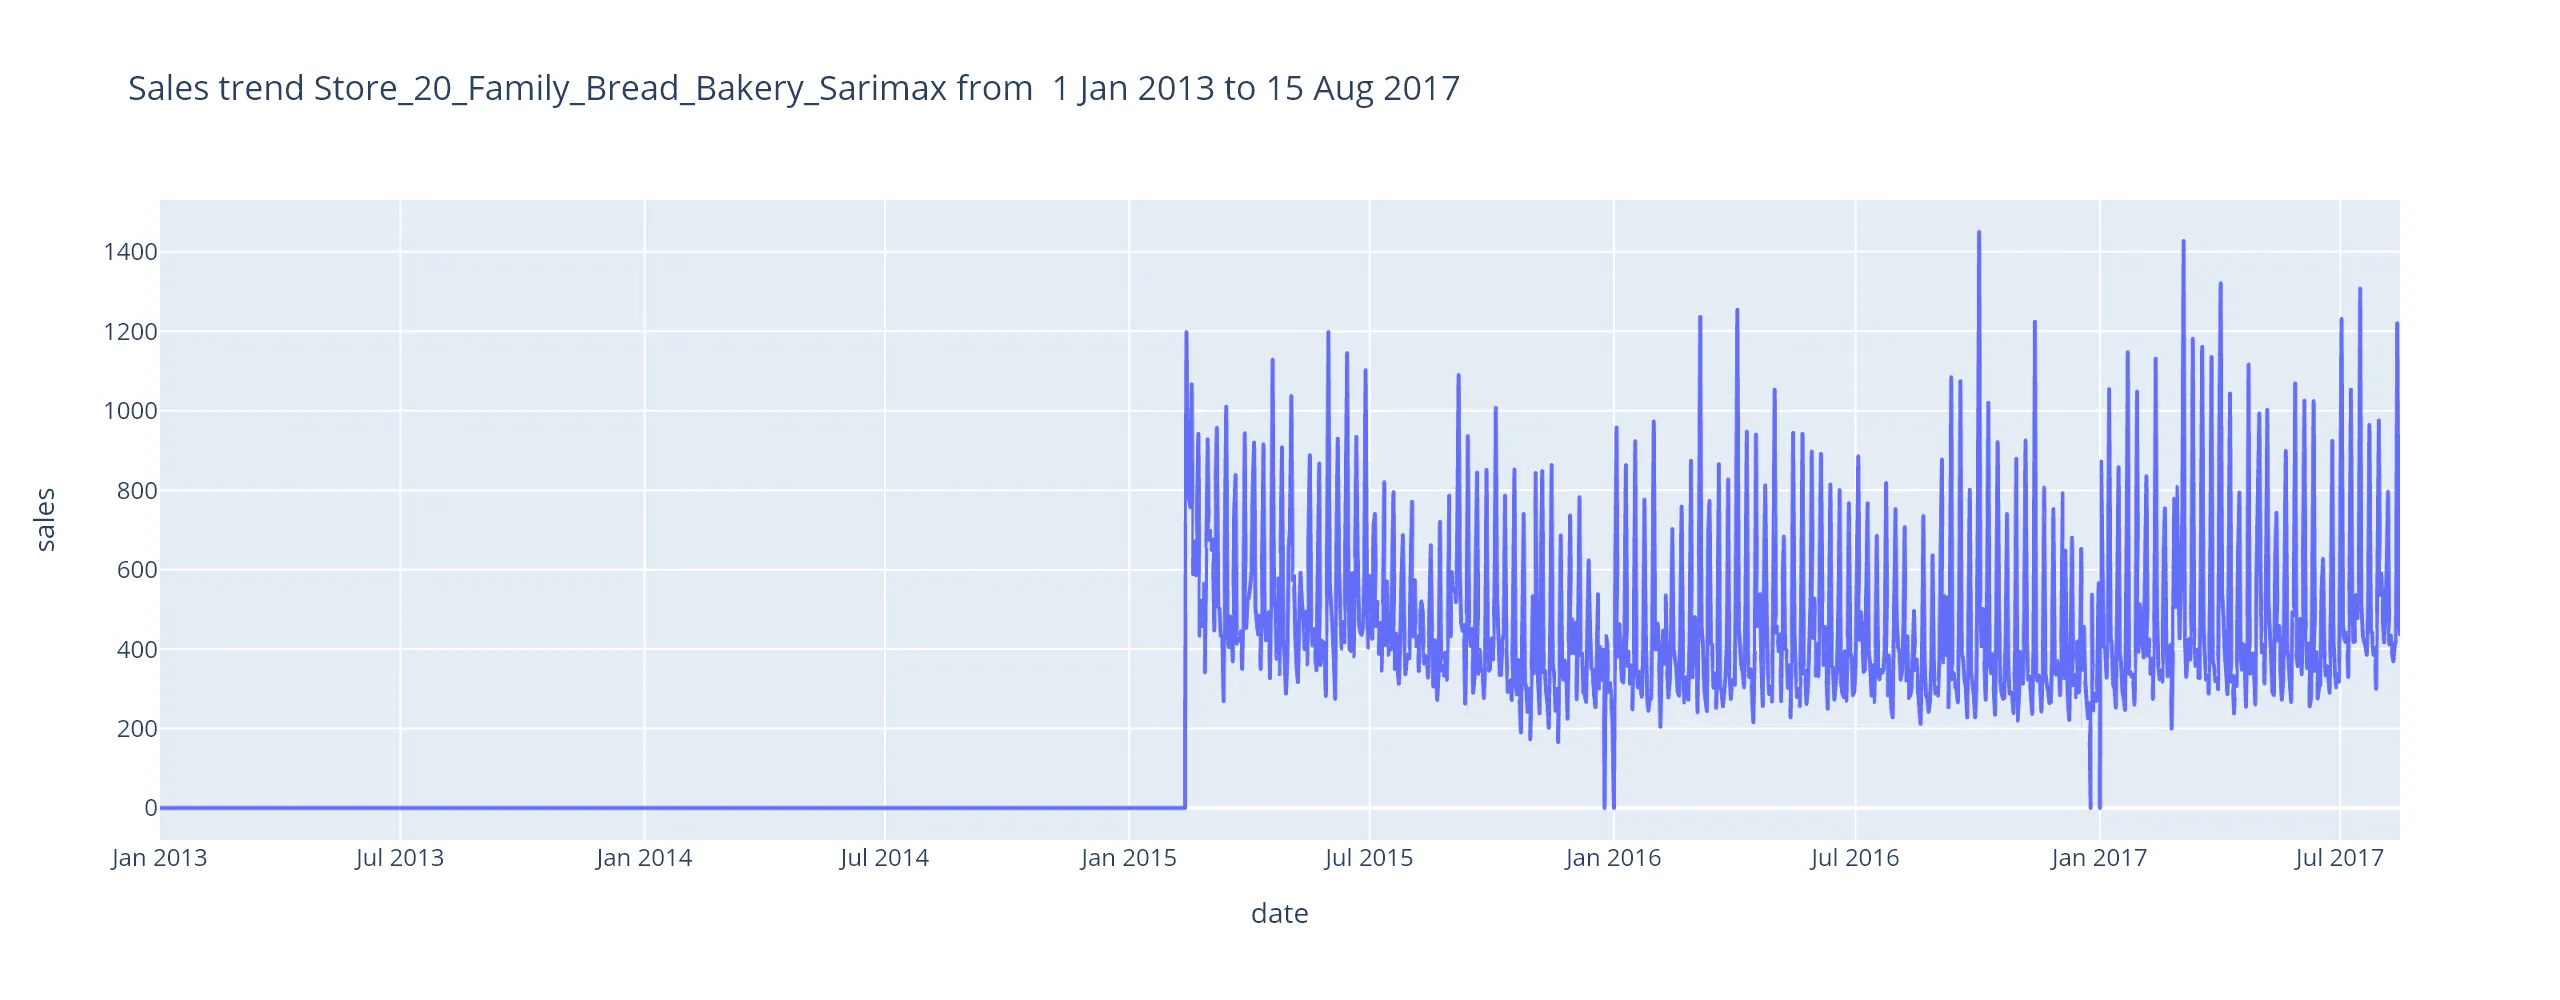 Sales trend Store_20_Family_Bread_Bakery_Sarimax from  1 Jan 2013 to 15 Aug 2017
1400
1200
1000
800
600
400
200
0
sales
Jan 2013 Jul 2013 Jan 2014 Jul 2014 Jan 2015 Jul 2015 Jan 2016 Jul 2016 Jan 2017 Jul 2017
date